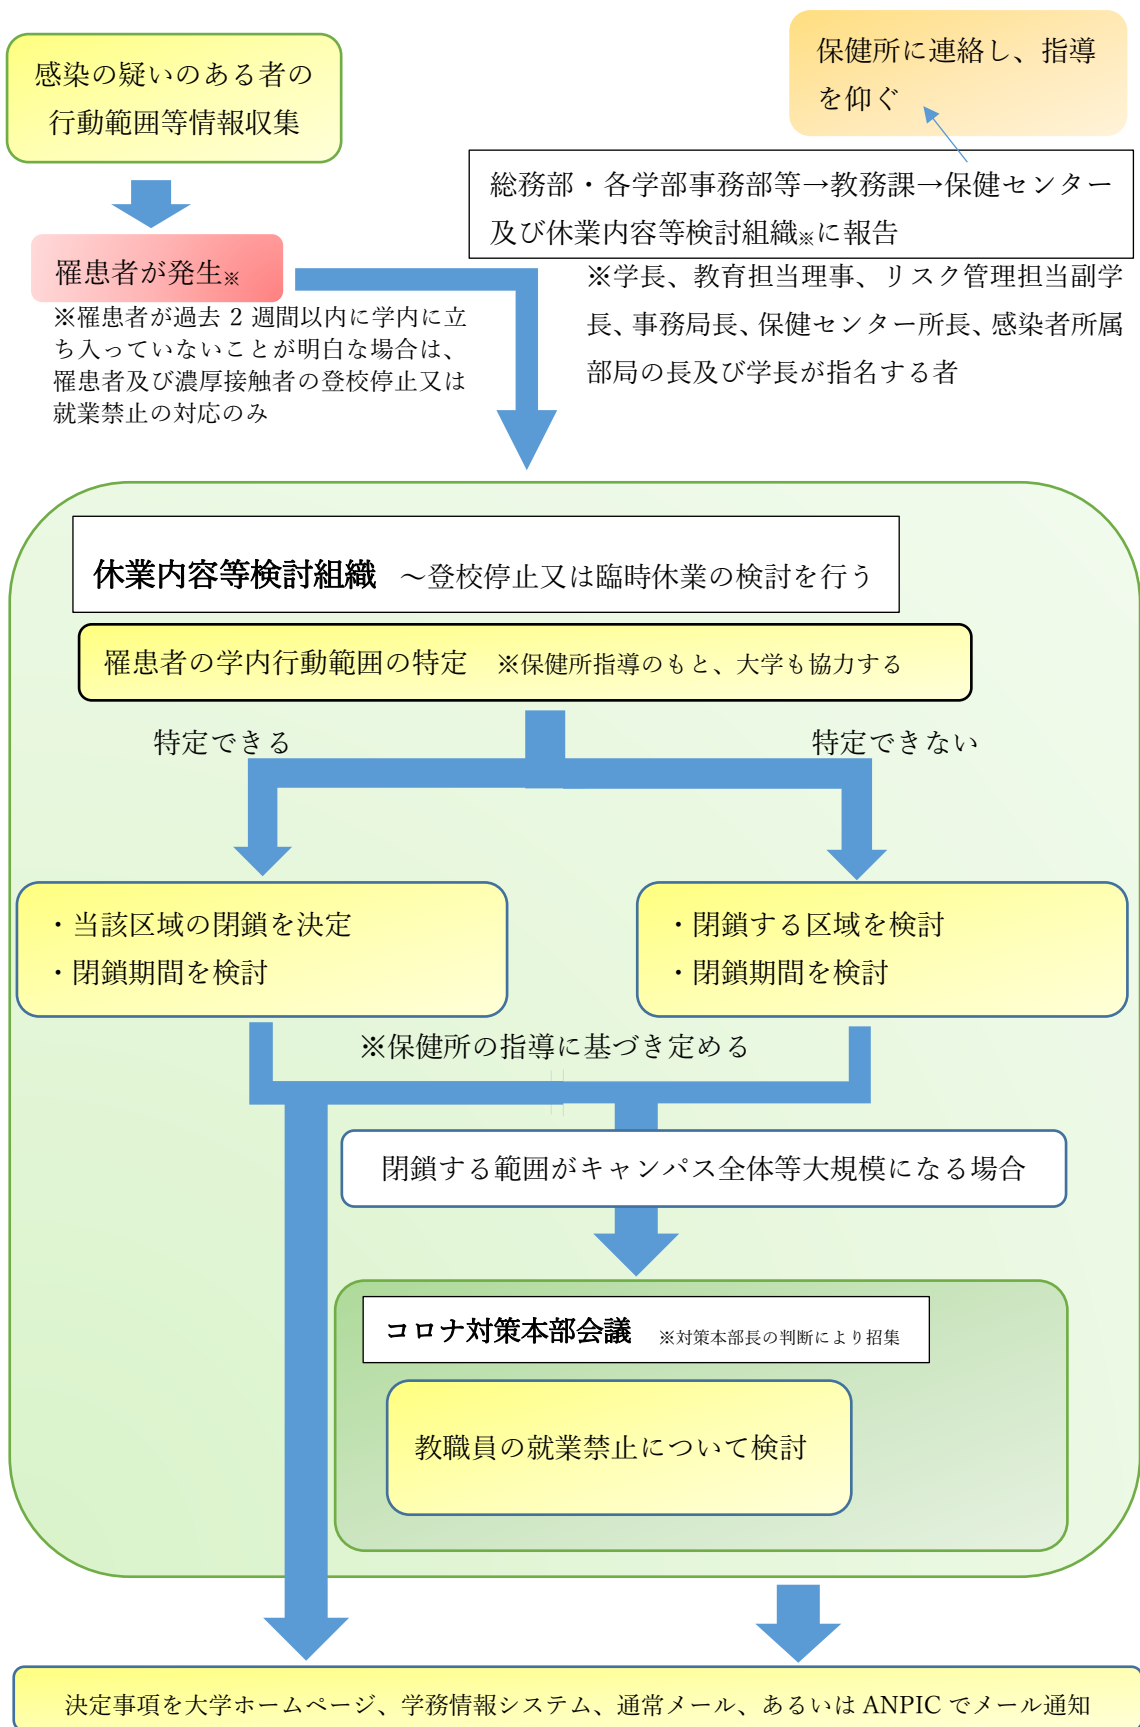 感染の疑いのある者の
行動範囲等情報収集
保健所に連絡し、指導
を仰ぐ
総務部・各学部事務部等→教務課→保健センター
及び休業内容等検討組織※に報告
罹患者が発生※
※罹患者が過去 2 週間以内に学内に立
ち入っていないことが明白な場合は、
罹患者及び濃厚接触者の登校停止又は
就業禁止の対応のみ
※学長、教育担当理事、リスク管理担当副学
長、事務局長、保健センター所長、感染者所属
部局の長及び学長が指名する者
休業内容等検討組織 ～登校停止又は臨時休業の検討を行う
罹患者の学内行動範囲の特定 ※保健所指導のもと、大学も協力する
特定できる
特定できない
・当該区域の閉鎖を決定
・閉鎖期間を検討
・閉鎖する区域を検討
・閉鎖期間を検討
※保健所の指導に基づき定める
閉鎖する範囲がキャンパス全体等大規模になる場合
コロナ対策本部会議 ※対策本部長の判断により招集
教職員の就業禁止について検討
決定事項を大学ホームページ、学務情報システム、通常メール、あるいは ANPIC でメール通知